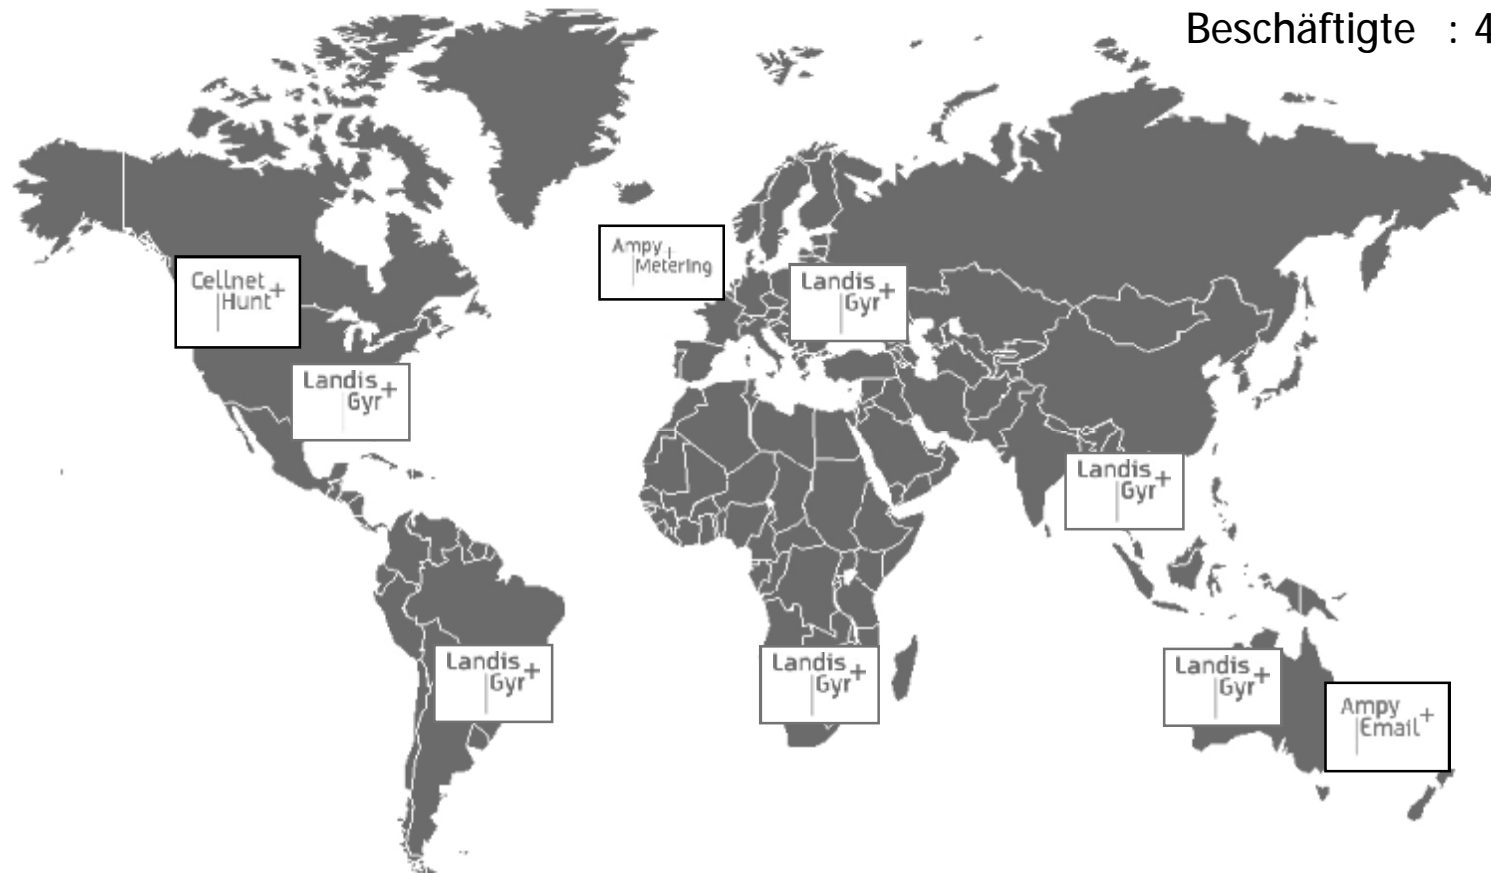 Beschäftigte : 4
Ampy+
Metering
Cellnet+
Hunt
Landis+
Gyr
Landis+
Gyr
Landis+
Gyr
Landis+
Gyr
Landis+
Gyr
Landis+
Gyr
Ampy+
Email